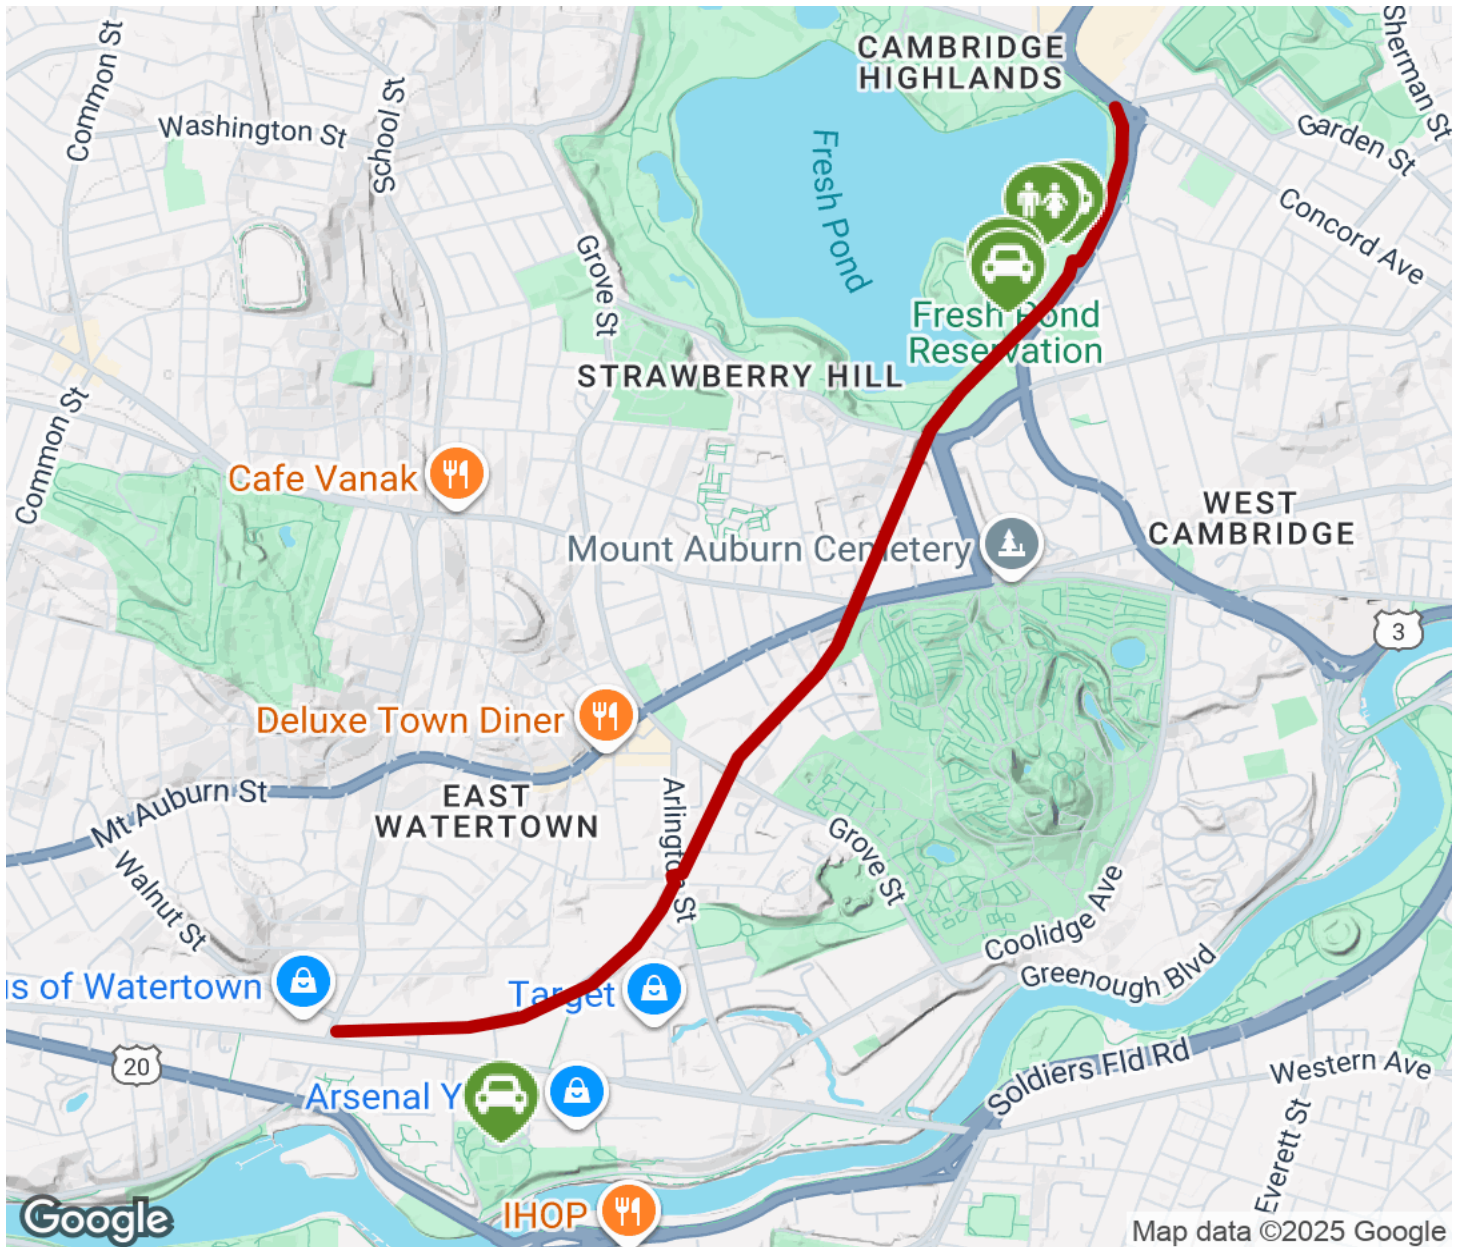 CAMBRIDGE
HIGHLANDS
Sherman St
Common St
School St
Washington St
Garden St
Fresh Pond
Concord Ave
Grove St
Fresh Pond
Reservation
STRAWBERRY HILL
Common St
Cafe Vanak
WEST
CAMBRIDGE
Mount Auburn Cemetery
3
Deluxe Town Diner
Mt Auburn St
EAST
WATERTOWN
Arlington St
Grove St
Walnut St
Coolidge Ave
Greenough Blvd
us of Watertown
Target
20
Soldiers Fld Rd
Western Ave
Arsenal Y
Everett St
IHOP
Google
Map data ©2025 Google